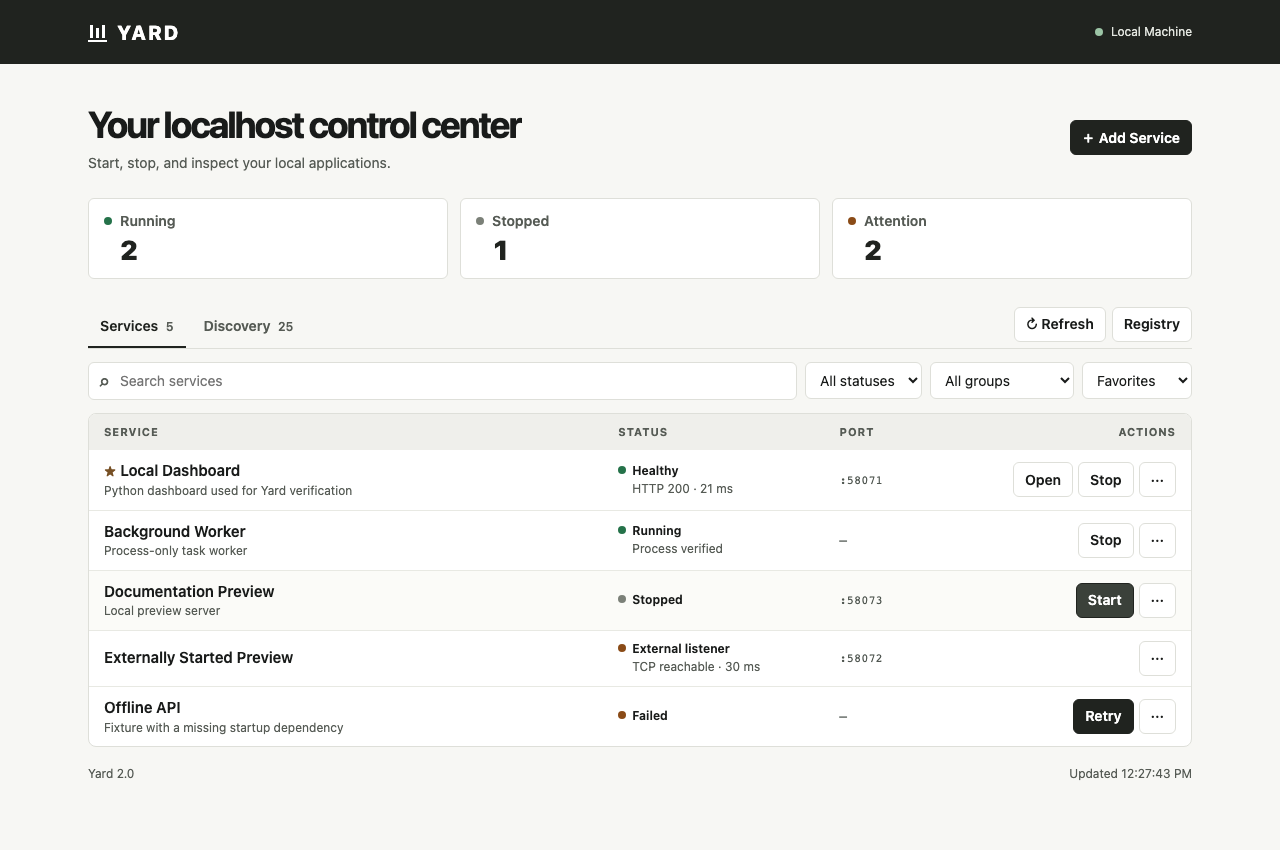 YARD
Local Machine
Your localhost control center
Start, stop, and inspect your local applications.
+ Add Service
Running
2
Stopped
1
Attention
2
Services 5
Discovery 25
↻ Refresh
Registry
Search services
All statuses
All groups
Favorites
SERVICE STATUS PORT ACTIONS
★ Local Dashboard
Python dashboard used for Yard verification
Healthy
HTTP 200 · 21 ms
:58071
Open
Stop
···
Background Worker
Process-only task worker
Running
Process verified
—
Stop
···
Documentation Preview
Local preview server
Stopped
:58073
Start
···
Externally Started Preview
External listener
TCP reachable · 30 ms
:58072
···
Offline API
Fixture with a missing startup dependency
Failed
—
Retry
···
Yard 2.0
Updated 12:27:43 PM